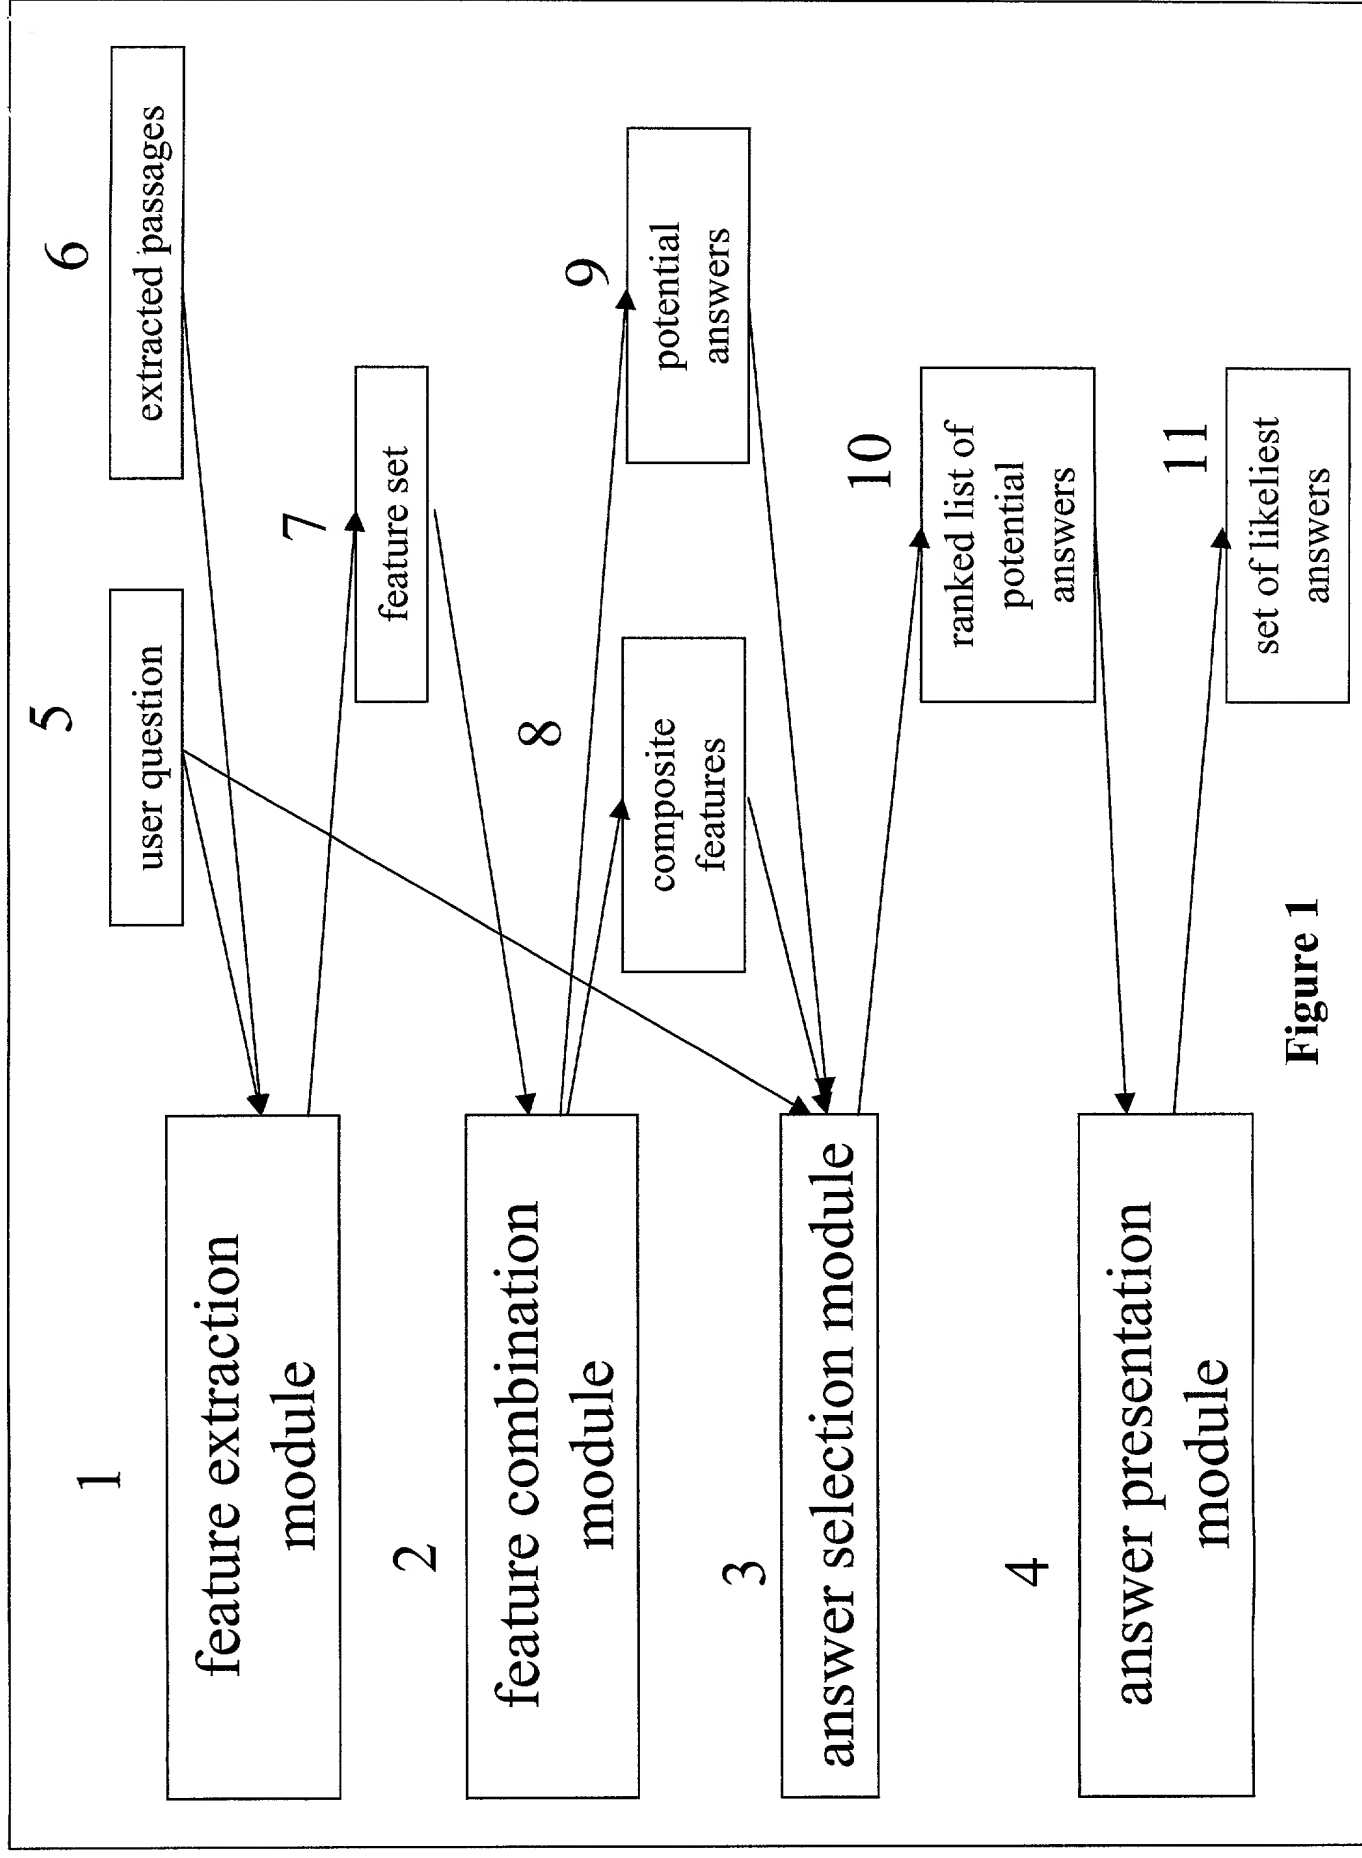 5
6
user question
extracted passages
1
feature extraction
module
7
feature set
2
feature combination
module
8
composite
features
9
potential
answers
3
answer selection module
10
ranked list of
potential
answers
4
answer presentation
module
11
set of likeliest
answers
Figure 1